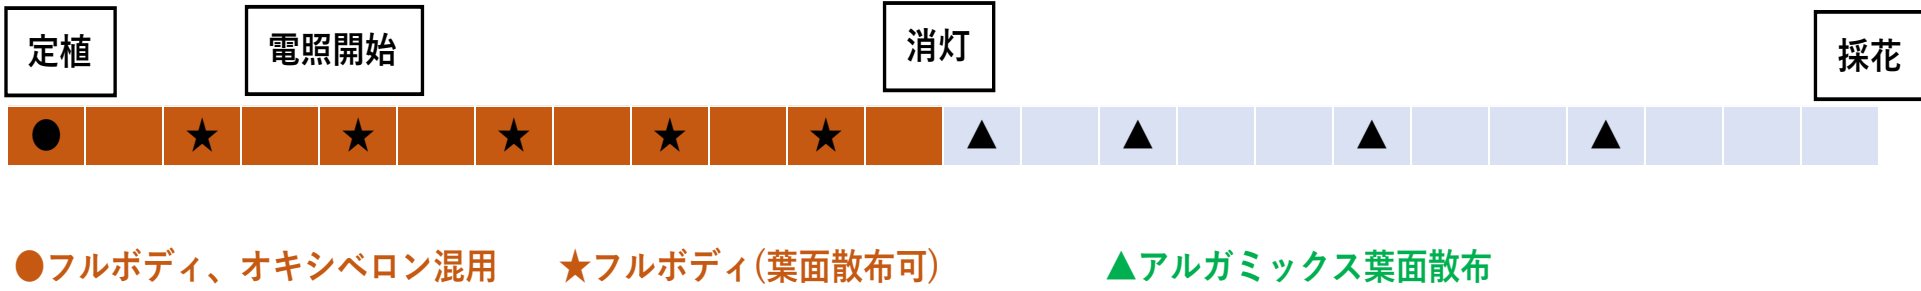 定植 電照開始 消灯 採花
● ★ ★ ★ ★ ★ ▲ ▲ ▲ ▲
●フルボディ、オキシベロン混用 ★フルボディ(葉面散布可) ▲アルガミックス葉面散布